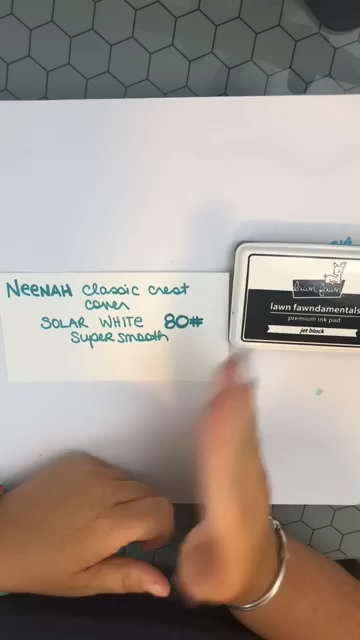 NEENAH Classic crest
cover
SOLAR WHITE 80#
Super smooth
lawn fawn
lawn fawndamentals
premium ink pad
jet black